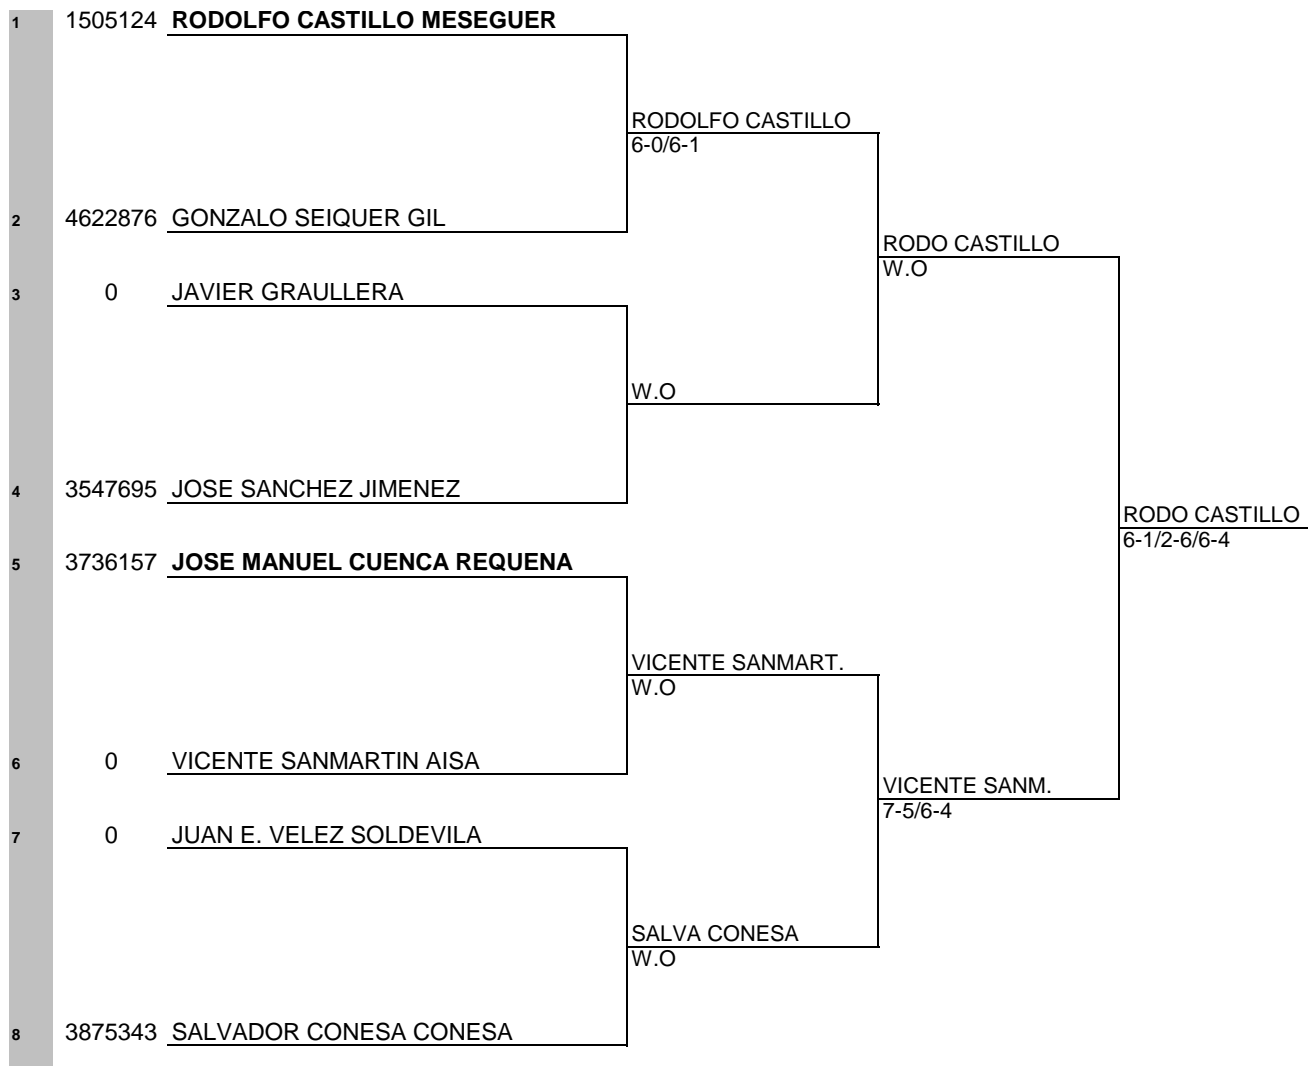 1 1505124 RODOLFO CASTILLO MESEGUER
RODOLFO CASTILLO
6-0/6-1
2 4622876 GONZALO SEIQUER GIL
RODO CASTILLO
W.O
3 0 JAVIER GRAULLERA
W.O
4 3547695 JOSE SANCHEZ JIMENEZ
RODO CASTILLO
6-1/2-6/6-4
5 3736157 JOSE MANUEL CUENCA REQUENA
VICENTE SANMART.
W.O
6 0 VICENTE SANMARTIN AISA
VICENTE SANM.
7-5/6-4
7 0 JUAN E. VELEZ SOLDEVILA
SALVA CONESA
W.O
8 3875343 SALVADOR CONESA CONESA